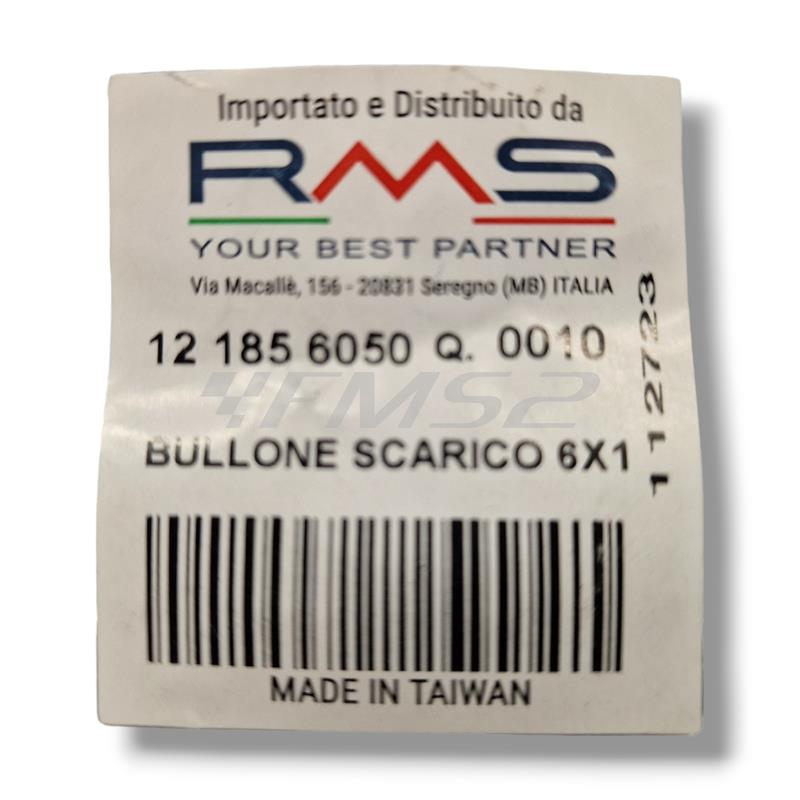 Importato e Distribuito da
RMS
YOUR BEST PARTNER
Via Macallè, 156 - 20831 Seregno (MB) ITALIA
12 185 6050 Q. 0010
FMS2
BULLONE SCARICO 6X1
112723
MADE IN TAIWAN